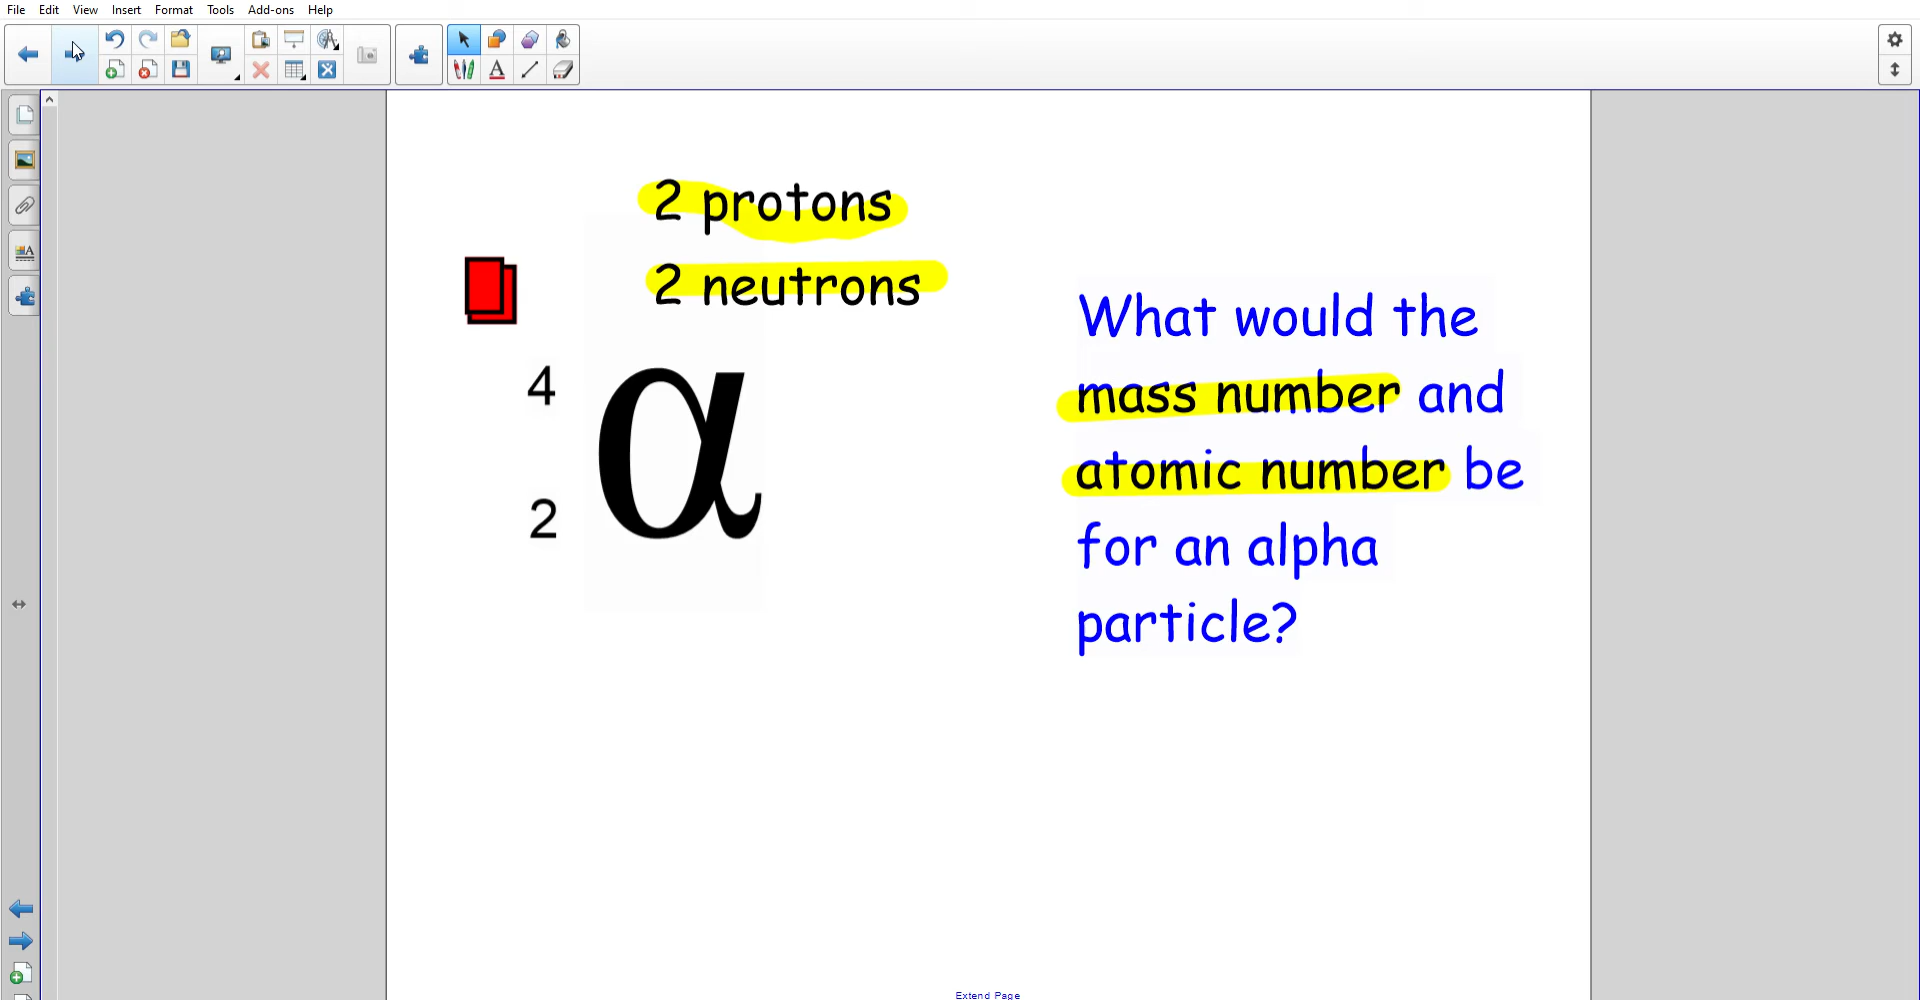 File Edit View Insert Format Tools Add-ons Help
2 protons
2 neutrons
4
α
2
What would the
mass number and
atomic number be
for an alpha
particle?
Extend Page